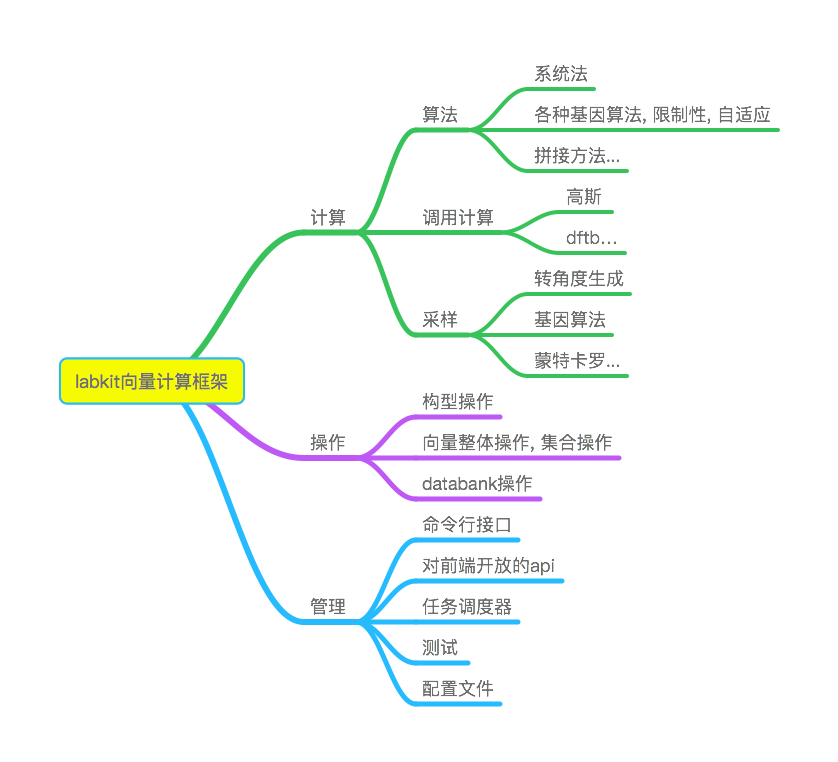 系统法
算法
各种基因算法, 限制性, 自适应
拼接方法...
高斯
计算
调用计算
dftb...
转角度生成
采样
基因算法
蒙特卡罗...
labkit向量计算框架
构型操作
操作
向量整体操作, 集合操作
databank操作
命令行接口
对前端开放的api
管理
任务调度器
测试
配置文件